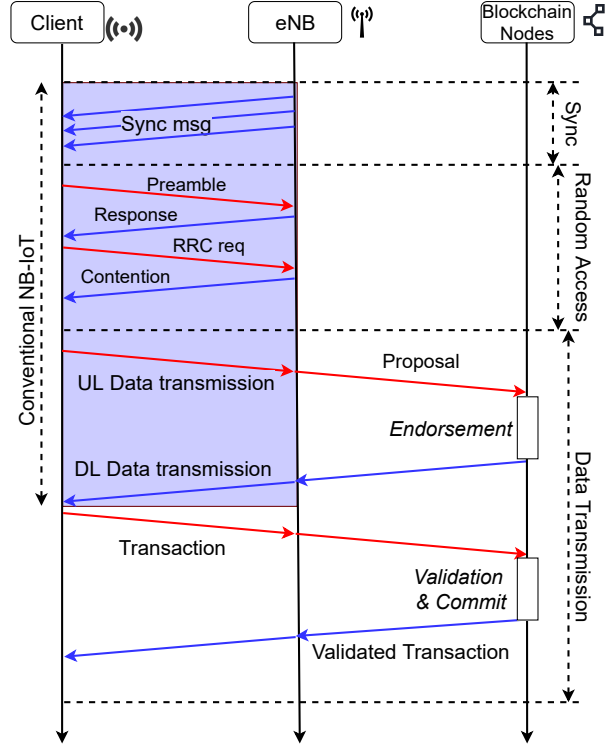 Client
eNB
Blockchain
Nodes
Sync msg
Sync
Preamble
Response
RRC req
Contention
Random Access
Conventional NB-IoT
Proposal
UL Data transmission
Endorsement
DL Data transmission
Data Transmission
Transaction
Validation
& Commit
Validated Transaction